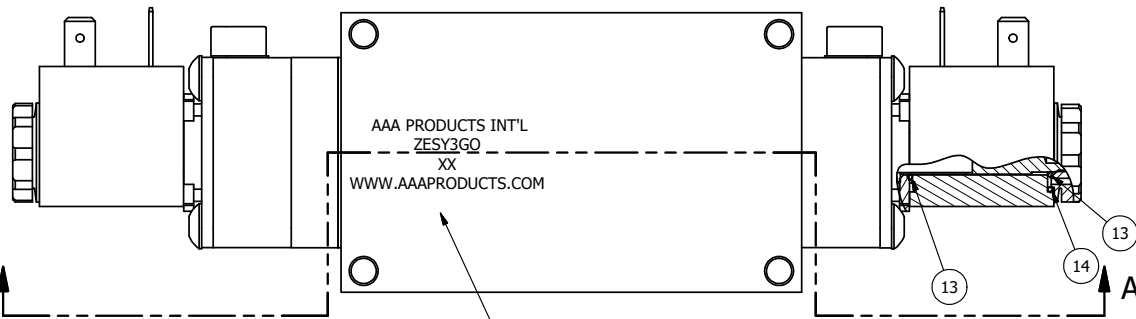 AAA PRODUCTS INT'L
ZESY3GO
XX
WWW.AAAPRODUCTS.COM
13
14
13
A